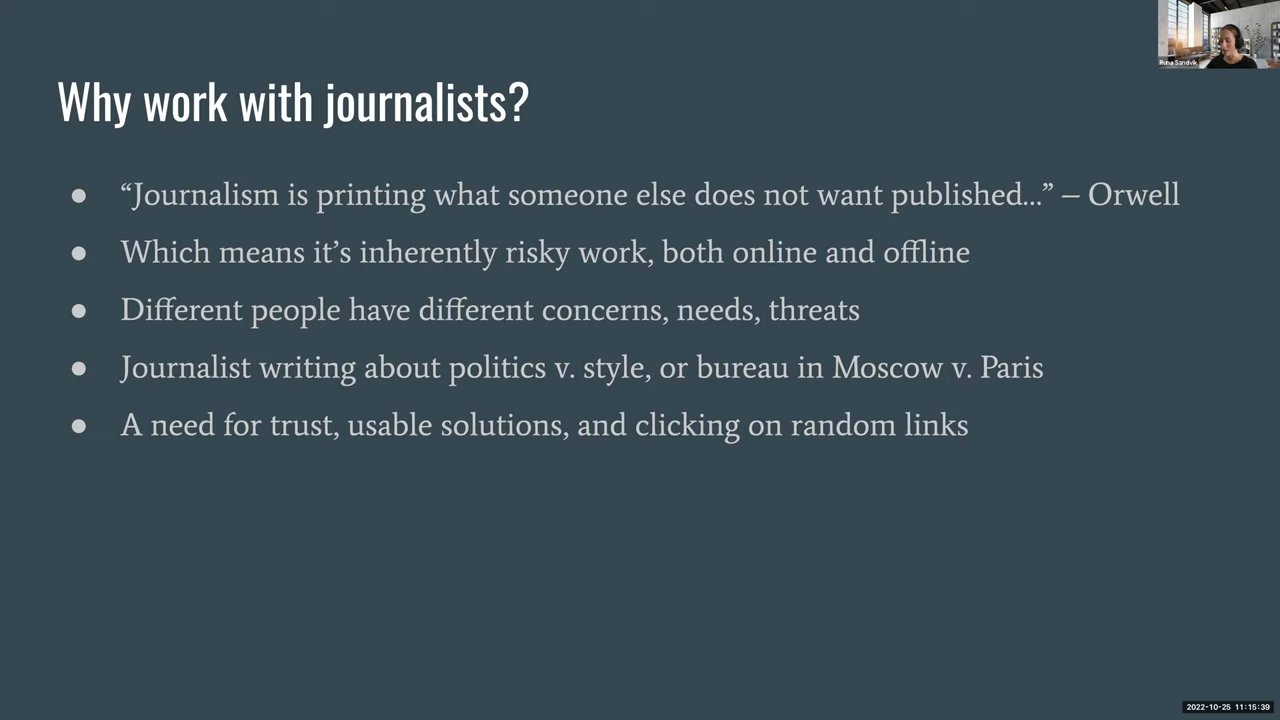 Runa Sandvik
Why work with journalists?
● “Journalism is printing what someone else does not want published...” – Orwell
● Which means it’s inherently risky work, both online and offline
● Different people have different concerns, needs, threats
● Journalist writing about politics v. style, or bureau in Moscow v. Paris
● A need for trust, usable solutions, and clicking on random links
2022-10-25 11:15:39